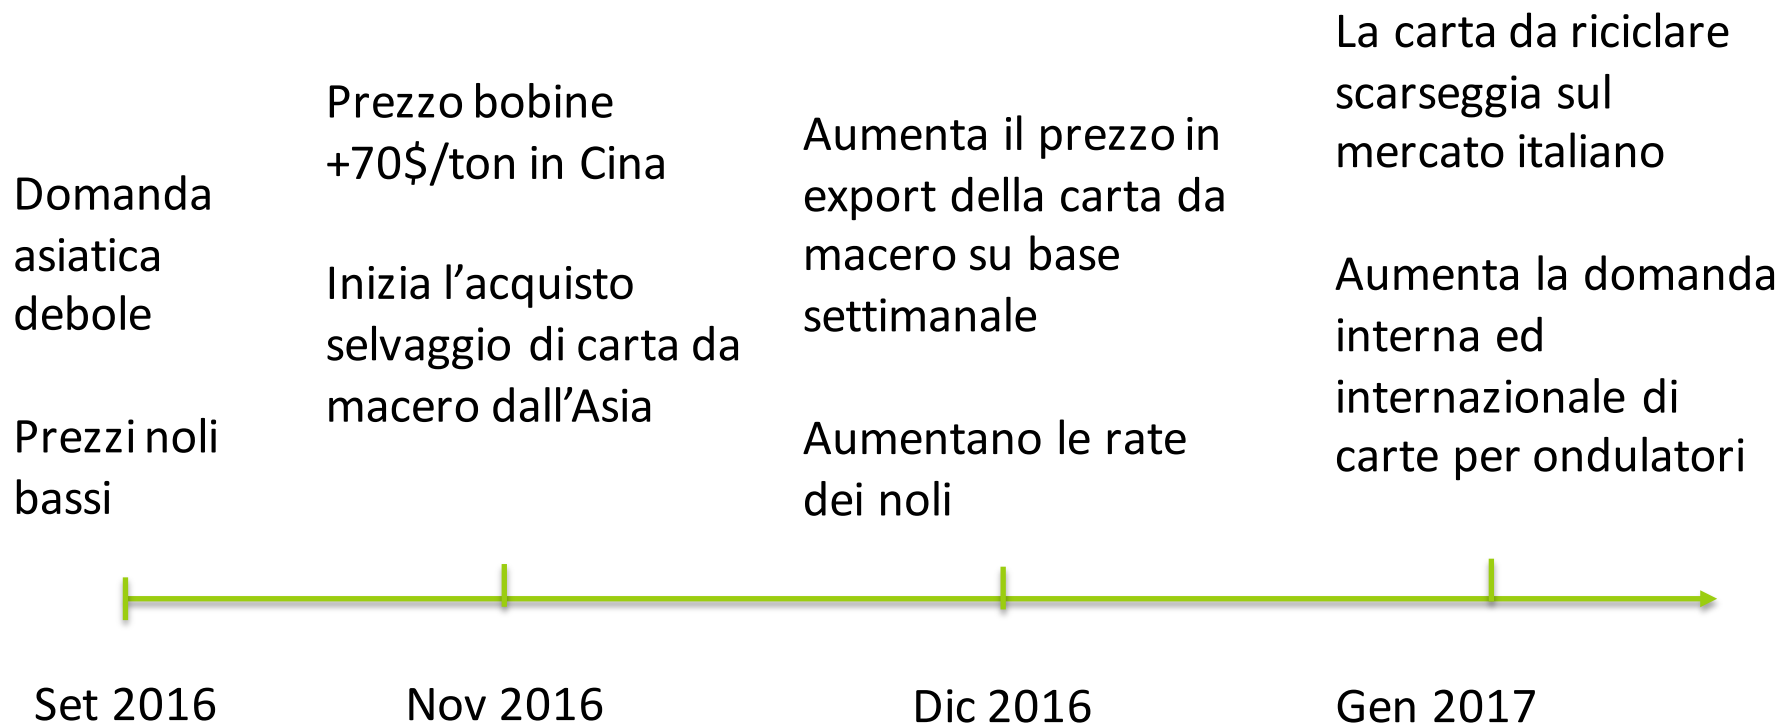 Domanda
asiatica
debole
Prezzi noli
bassi
Prezzo bobine
+70$/ton in Cina
Inizia l’acquisto
selvaggio di carta da
macero dall’Asia
Aumenta il prezzo in
export della carta da
macero su base
settimanale
Aumentano le rate
dei noli
La carta da riciclare
scarseggia sul
mercato italiano
Aumenta la domanda
interna ed
internazionale di
carte per ondulatori
Set 2016
Nov 2016
Dic 2016
Gen 2017